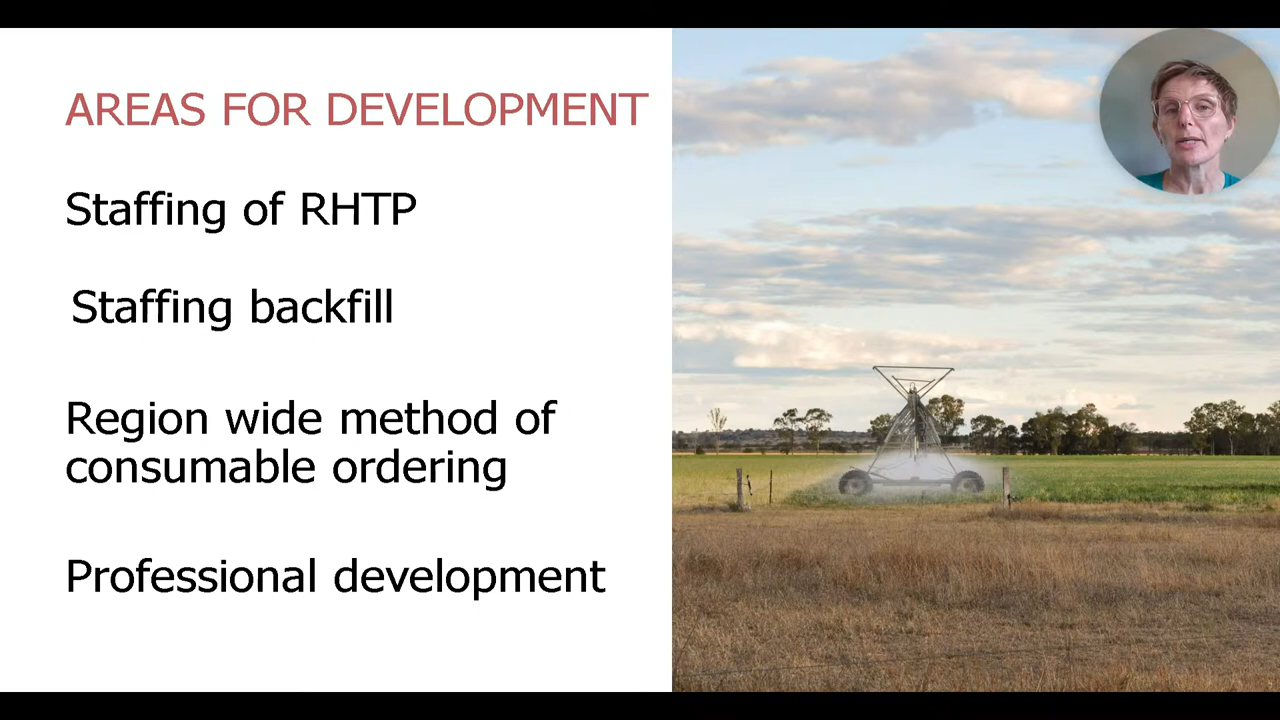 AREAS FOR DEVELOPMENT
Staffing of RHTP
Staffing backfill
Region wide method of
consumable ordering
Professional development